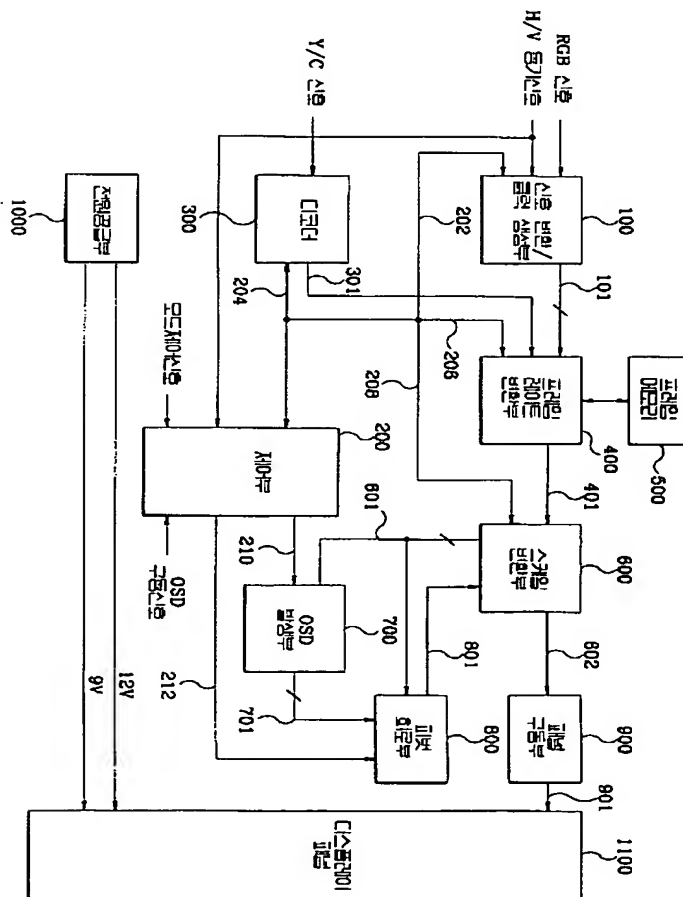 RGB 신호
H/V 동기신호
Y/C 신호
신호 변환/
클럭 생성부
100
101
202
디코더
300
301
204
206
208
프레임
레이트
변환부
400
401
프레임
메모리
500
제어부
200
모드제어신호
OSD
구동신호
210
212
OSD
발생부
700
701
스케일
변환부
600
601
602
피벗
회로부
800
801
패널
구동부
900
901
전원공급부
1000
12V
9V
디스플레이
패널
1100